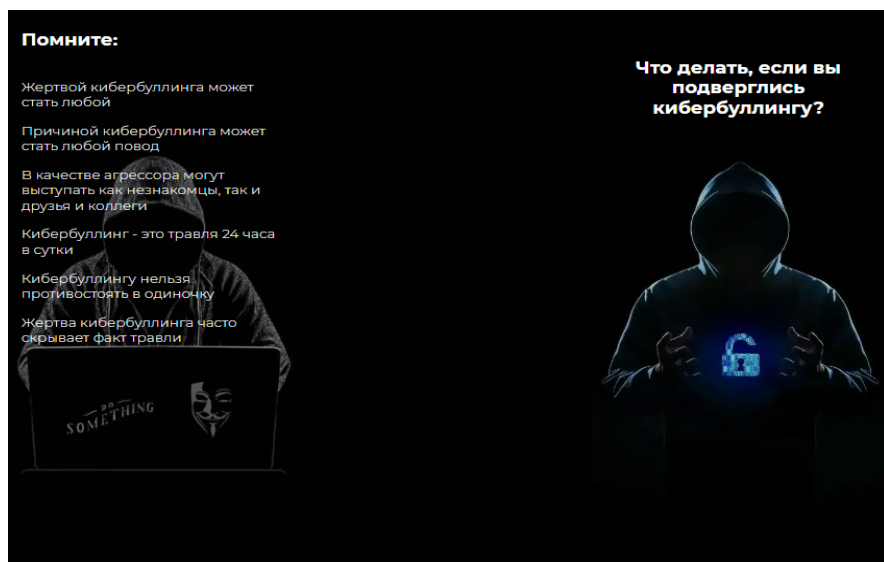 Помните:
Жертвой кибербуллинга может
стать любой
Причиной кибербуллинга может
стать любой повод
В качестве агрессора могут
выступать как незнакомцы, так и
друзья и коллеги
Кибербуллинг - это травля 24 часа
в сутки
Кибербуллингу нельзя
противостоять в одиночку
Жертва кибербуллинга часто
скрывает факт травли
DO
SOMETHING
Что делать, если вы
подверглись
кибербуллингу?